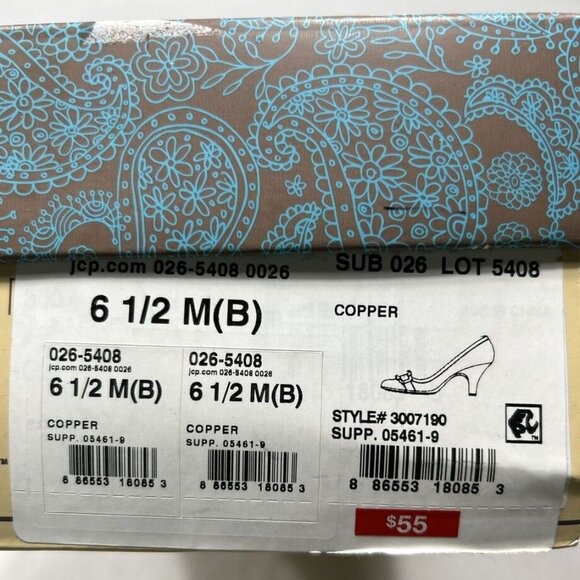 jcp.com 026-5408 0026
SUB 026 LOT 5408
6 1/2 M(B)
COPPER
026-5408
jcp.com 026-5408 0026
6 1/2 M(B)
COPPER
SUPP. 05461-9
8 86553 18085 3
026-5408
jcp.com 026-5408 0026
6 1/2 M(B)
COPPER
SUPP. 05461-9
8 86553 18085 3
STYLE# 3007190
SUPP. 05461-9
8 86553 18085 3
$55
TM
TM